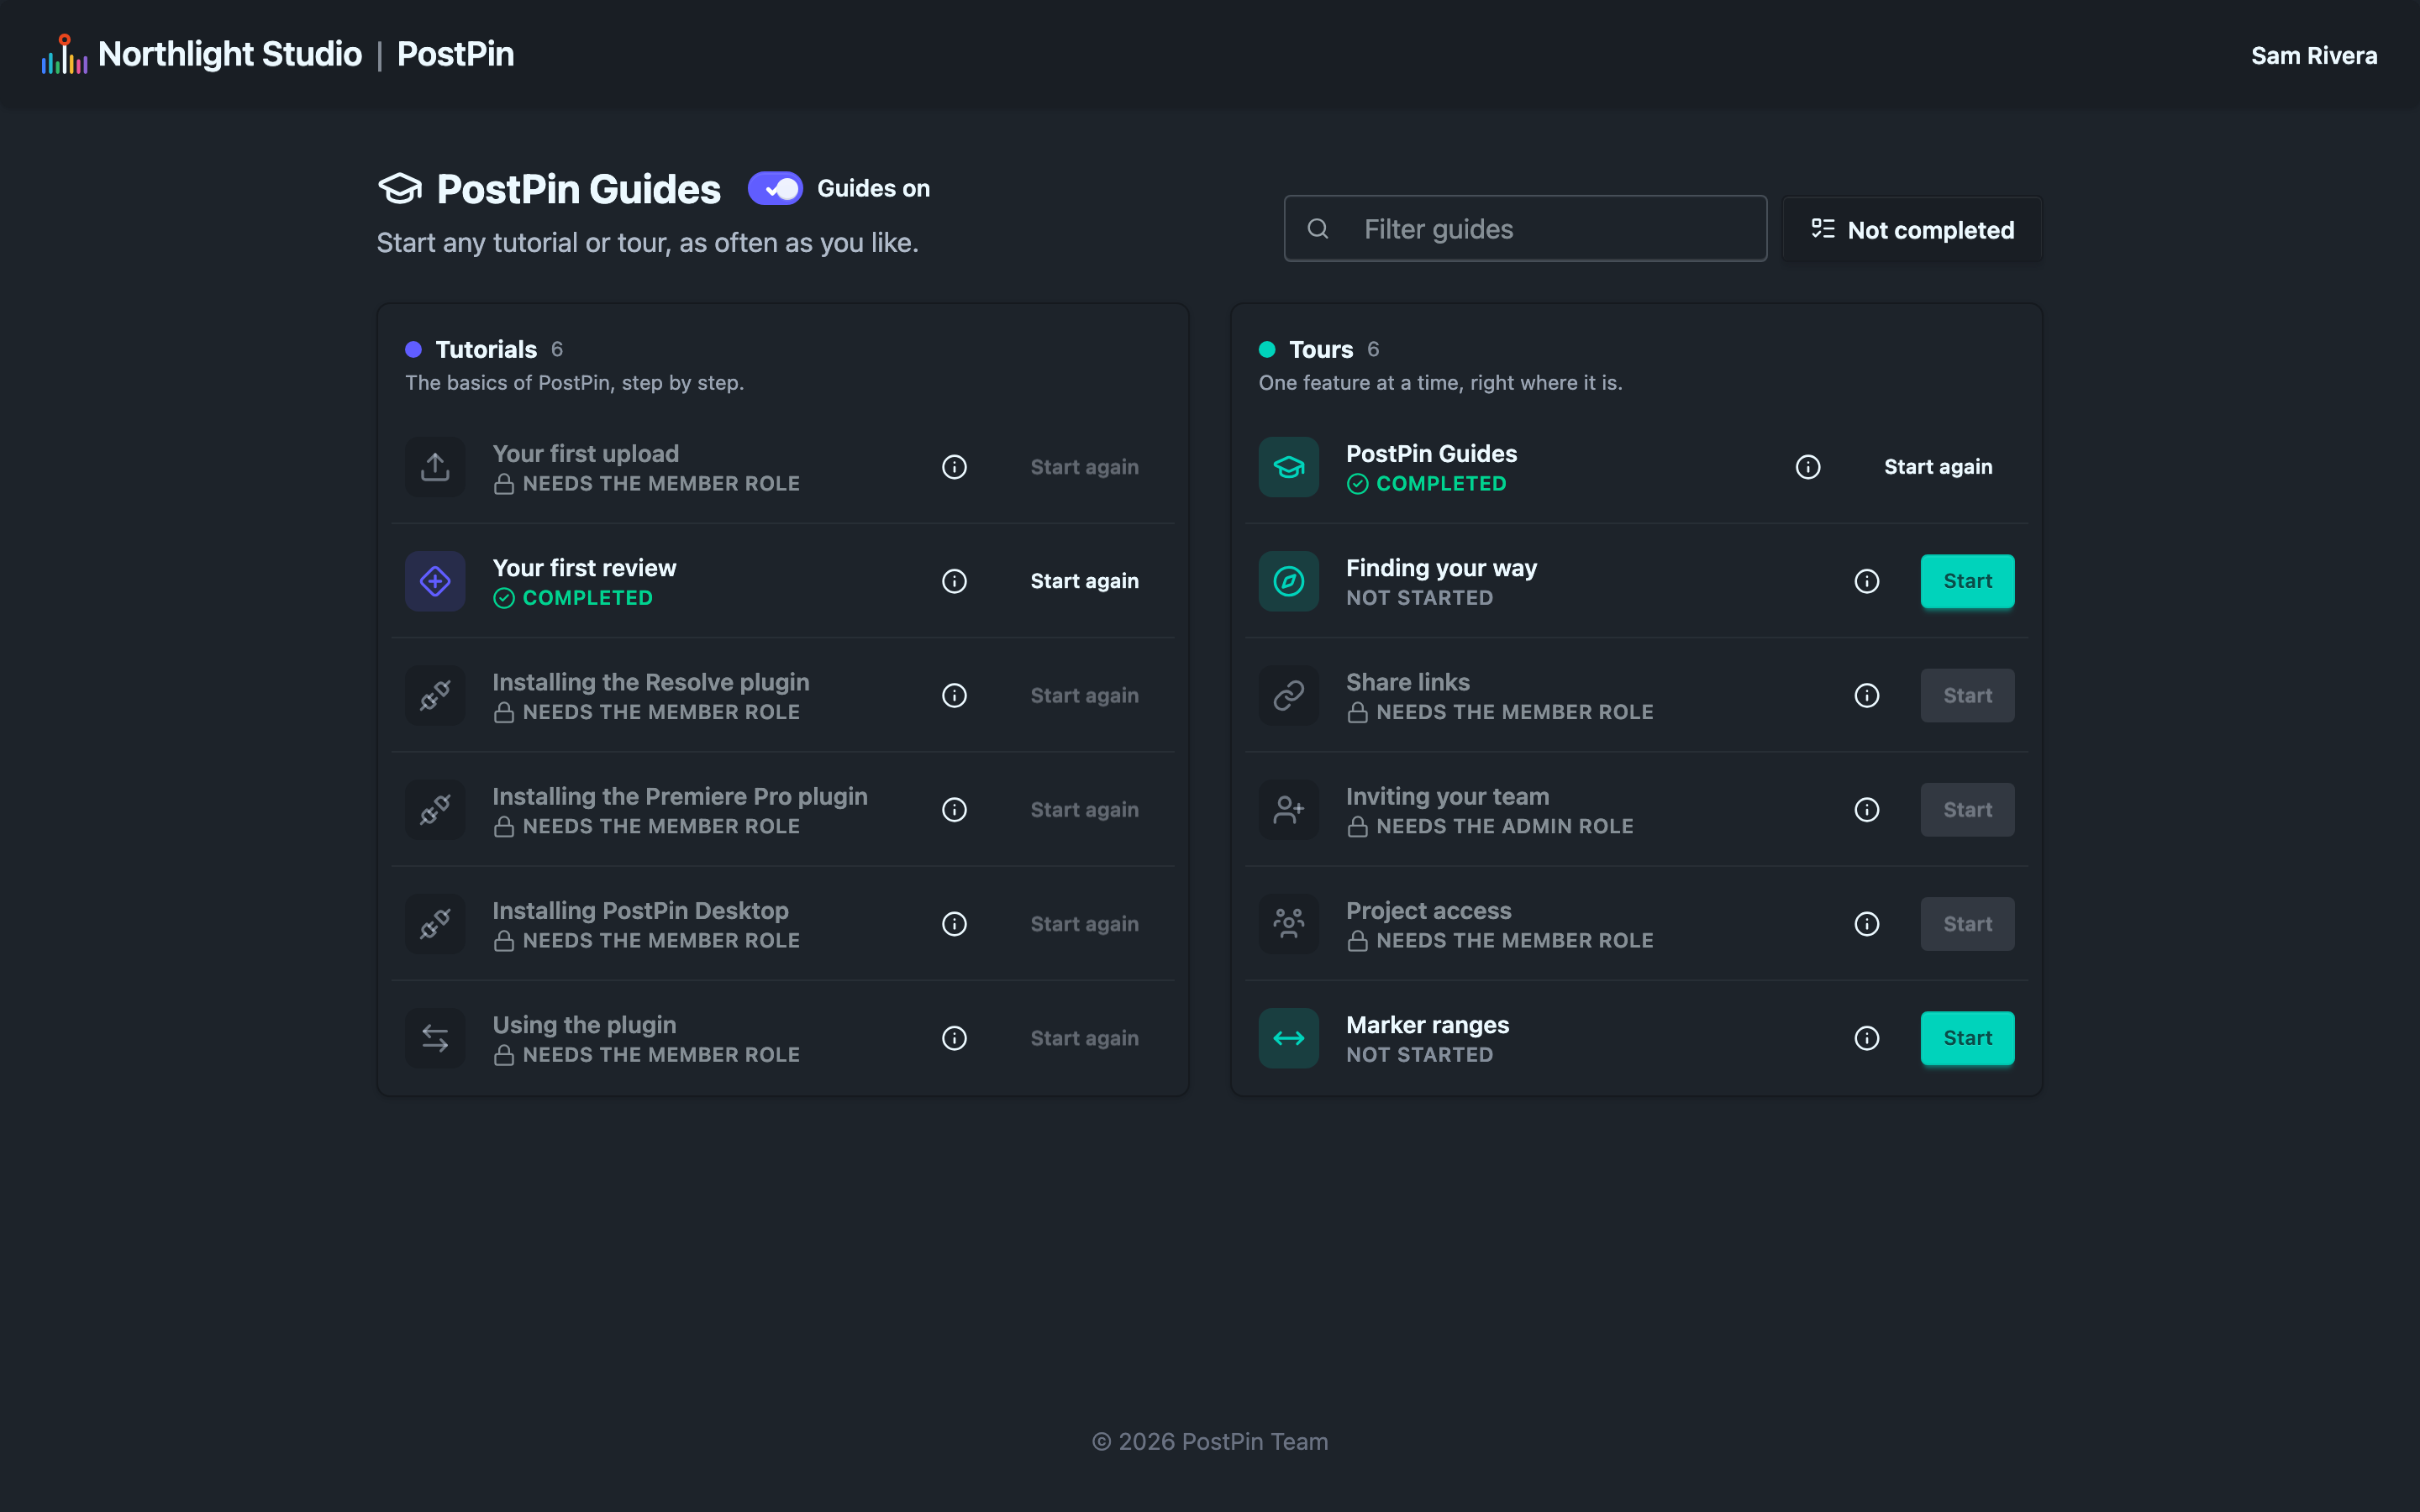 Northlight Studio | PostPin
Sam Rivera
PostPin Guides
Guides on
Start any tutorial or tour, as often as you like.
Filter guides
Not completed
Tutorials 6
The basics of PostPin, step by step.
Your first upload
NEEDS THE MEMBER ROLE
Start again
Your first review
COMPLETED
Start again
Installing the Resolve plugin
NEEDS THE MEMBER ROLE
Start again
Installing the Premiere Pro plugin
NEEDS THE MEMBER ROLE
Start again
Installing PostPin Desktop
NEEDS THE MEMBER ROLE
Start again
Using the plugin
NEEDS THE MEMBER ROLE
Start again
Tours 6
One feature at a time, right where it is.
PostPin Guides
COMPLETED
Start again
Finding your way
NOT STARTED
Start
Share links
NEEDS THE MEMBER ROLE
Start
Inviting your team
NEEDS THE ADMIN ROLE
Start
Project access
NEEDS THE MEMBER ROLE
Start
Marker ranges
NOT STARTED
Start
© 2026 PostPin Team